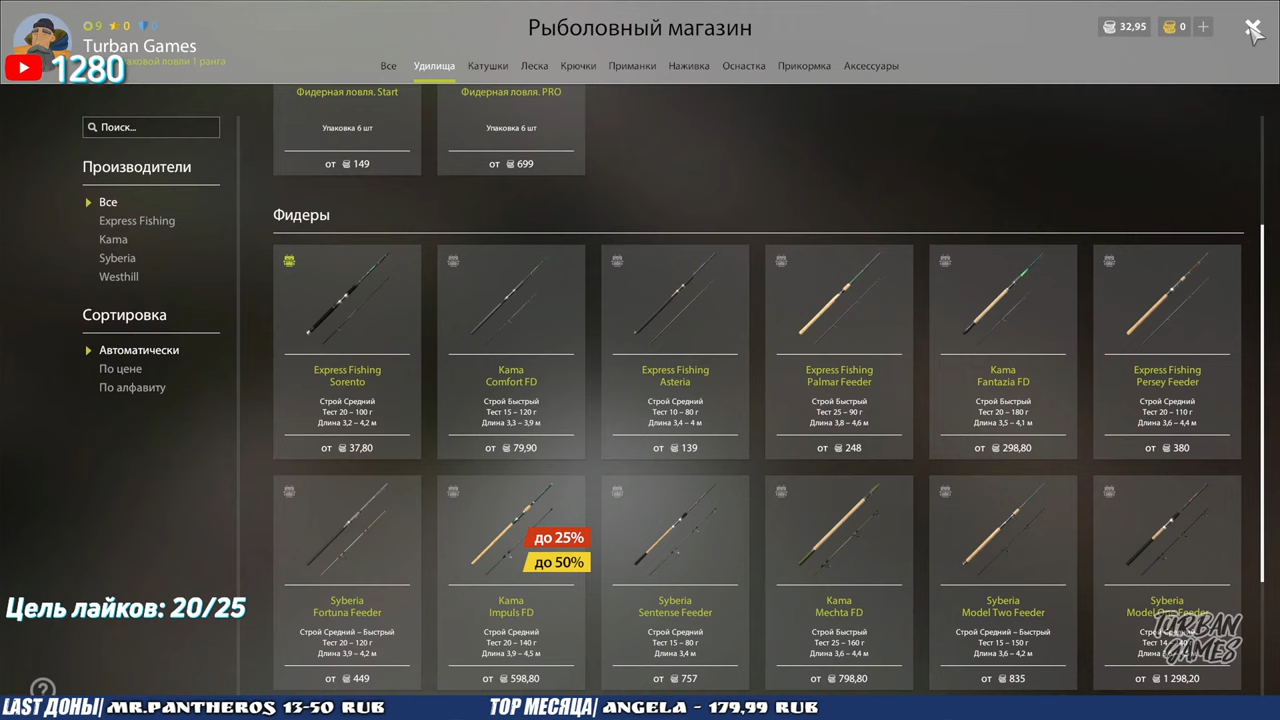 9 0
Turban Games
1280
Рыболовный магазин
32,95 0
Все Удилища Катушки Леска Крючки Приманки Наживка Оснастка Прикормка Аксессуары
Поиск...
Производители
Все
Express Fishing
Kama
Syberia
Westhill
Сортировка
Автоматически
По цене
По алфавиту
Фидерная ловля. Start
Упаковка 6 шт
от 149
Фидерная ловля. PRO
Упаковка 6 шт
от 699
Фидеры
Express Fishing
Sorento
Строй Средний
Тест 20 – 100 г
Длина 3,2 – 4,2 м
от 37,80
Kama
Comfort FD
Строй Быстрый
Тест 15 – 120 г
Длина 3,3 – 3,9 м
от 79,90
Express Fishing
Asteria
Строй Средний
Тест 10 – 80 г
Длина 3,4 – 4 м
от 139
Express Fishing
Palmar Feeder
Строй Быстрый
Тест 25 – 90 г
Длина 3,8 – 4,6 м
от 248
Kama
Fantazia FD
Строй Быстрый
Тест 20 – 180 г
Длина 3,5 – 4,1 м
от 298,80
Express Fishing
Persey Feeder
Строй Средний
Тест 20 – 110 г
Длина 3,6 – 4,4 м
от 380
Syberia
Fortuna Feeder
Строй Средний – Быстрый
Тест 20 – 120 г
Длина 3,9 – 4,2 м
от 449
до 25%
до 50%
Kama
Impuls FD
Строй Средний
Тест 20 – 140 г
Длина 3,9 – 4,5 м
от 598,80
Syberia
Sentense Feeder
Строй Средний
Тест 15 – 80 г
Длина 3,4 м
от 757
Kama
Mechta FD
Строй Быстрый
Тест 25 – 160 г
Длина 3,6 – 4,4 м
от 798,80
Syberia
Model Two Feeder
Строй Средний – Быстрый
Тест 15 – 150 г
Длина 3,6 – 4,2 м
от 835
Syberia
Model One Feeder
от 1 298,20
TURBAN
GAMES
Цель лайков: 20/25
LAST ДОНЫ| MR.PANTHEROS 13-50 RUB
TOP МЕСЯЦА| ANGELA - 179,99 RUB